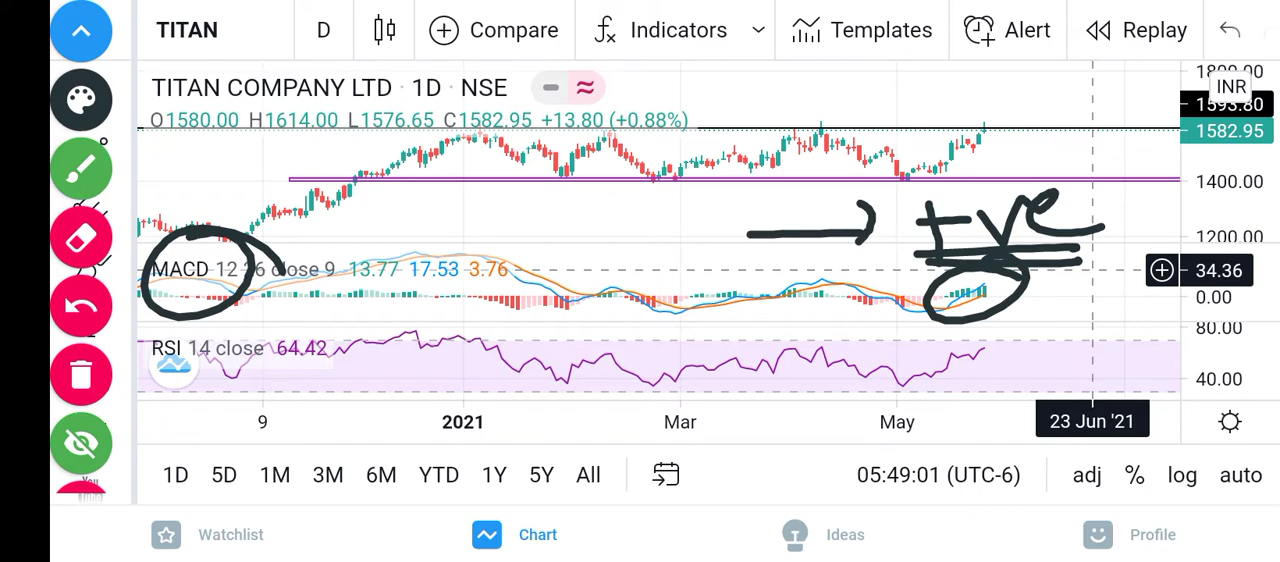 TITAN D Compare Indicators Templates Alert Replay
TITAN COMPANY LTD · 1D · NSE
O1580.00 H1614.00 L1576.65 C1582.95 +13.80 (+0.88%)
1800.00
INR
1593.80
1582.95
1400.00
1200.00
+ve
MACD 12 26 close 9 13.77 17.53 3.76
34.36
0.00
80.00
RSI 14 close 64.42
40.00
9 2021 Mar May 23 Jun '21
1D 5D 1M 3M 6M YTD 1Y 5Y All 05:49:01 (UTC-6) adj % log auto
Watchlist Chart Ideas Profile